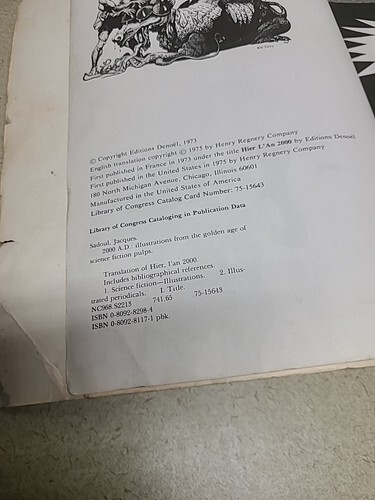 © Copyright Editions Denoël, 1973
English translation copyright © 1975 by Henry Regnery Company
First published in France in 1973 under the title Hier L'An 2000 by Editions Denoël
First published in the United States in 1975 by Henry Regnery Company
180 North Michigan Avenue, Chicago, Illinois 60601
Manufactured in the United States of America
Library of Congress Catalog Card Number: 75-15643
Library of Congress Cataloging in Publication Data
Sadoul, Jacques.
2000 A.D.: illustrations from the golden age of
science fiction pulps.
Translation of Hier, l'an 2000.
Includes bibliographical references.
1. Science fiction—Illustrations. 2. Illus-
trated periodicals. I. Title.
NC968.S2213 741.65 75-15643
ISBN 0-8092-8298-4
ISBN 0-8092-8117-1 pbk.